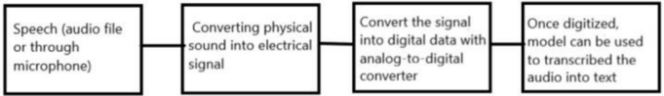 Speech (audio file
or through
microphone)
Converting physical
sound into electrical
signal
Convert the signal
into digital data with
analog-to-digital
converter
Once digitized,
model can be used
to transcribed the
audio into text